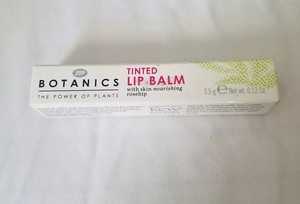 Boots
BOTANICS
THE POWER OF PLANTS
TINTED
LIP BALM
with skin nourishing
rosehip
3.5 g ℮ Net wt. 0.12 Oz.